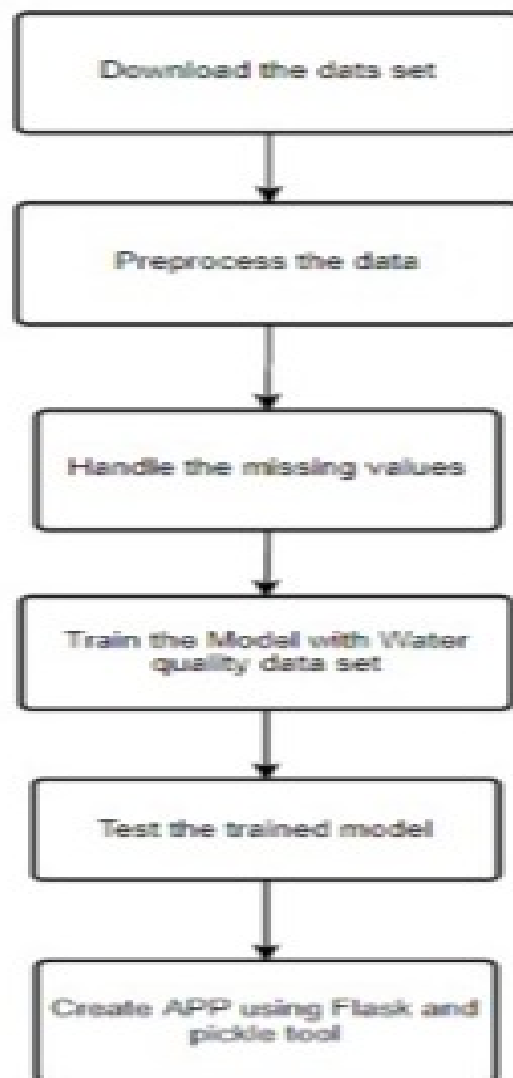 Download the dats set
Preprocess the data
Handle the missing values
Train the Model with Water
quality data set
Test the trained model
Create APP using Flask and
pickle tool